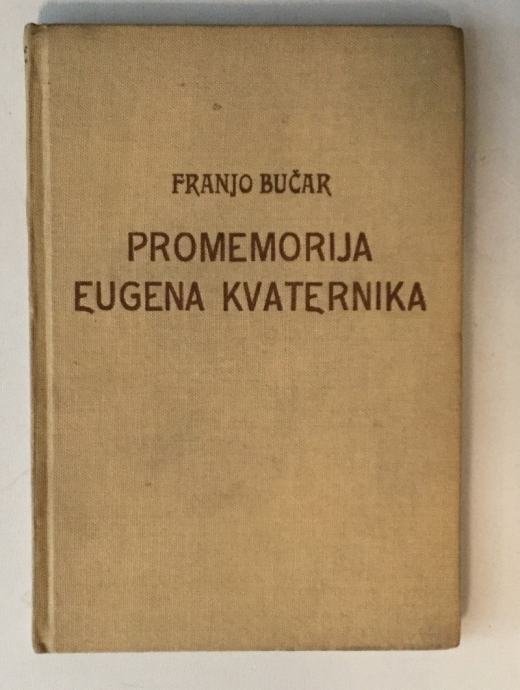 FRANJO BUČAR
PROMEMORIJA
EUGENA KVATERNIKA